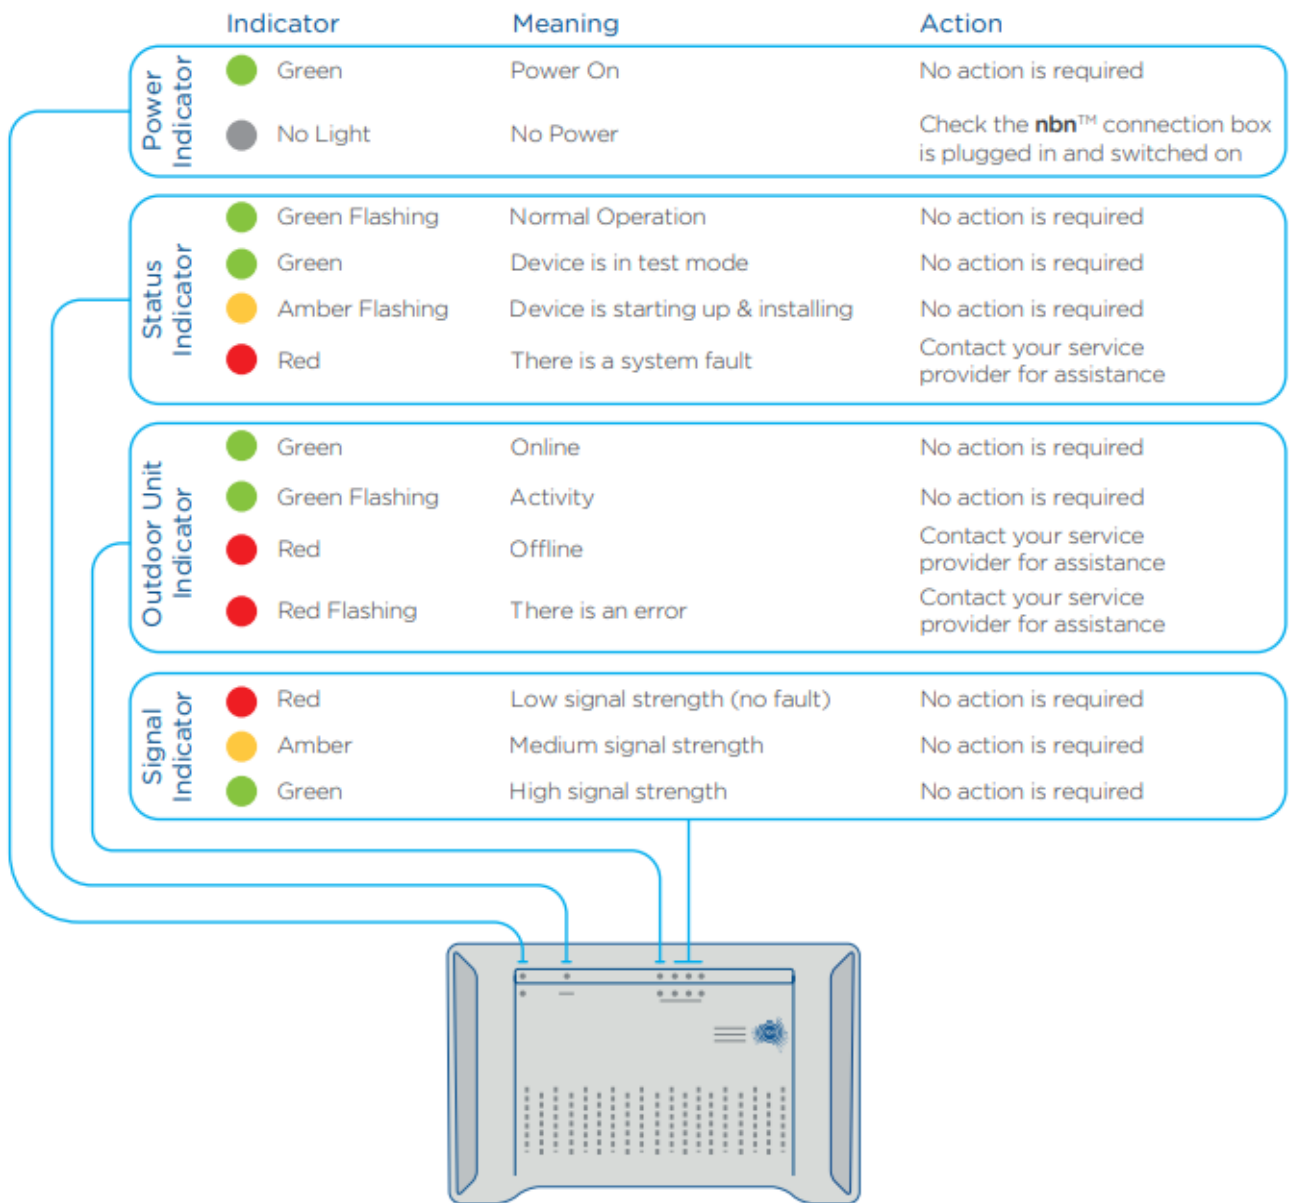 Indicator Meaning Action
Power Indicator
Green Power On No action is required
No Light No Power Check the nbn™ connection box is plugged in and switched on
Status Indicator
Green Flashing Normal Operation No action is required
Green Device is in test mode No action is required
Amber Flashing Device is starting up & installing No action is required
Red There is a system fault Contact your service provider for assistance
Outdoor Unit Indicator
Green Online No action is required
Green Flashing Activity No action is required
Red Offline Contact your service provider for assistance
Red Flashing There is an error Contact your service provider for assistance
Signal Indicator
Red Low signal strength (no fault) No action is required
Amber Medium signal strength No action is required
Green High signal strength No action is required